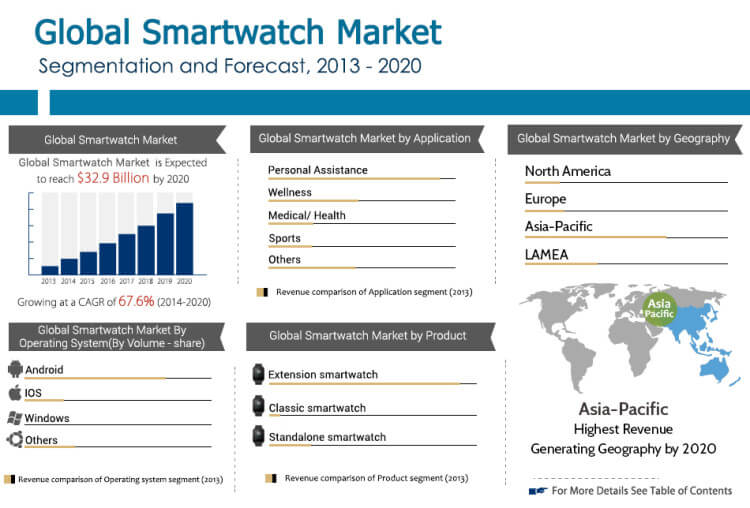 Global Smartwatch Market
Segmentation and Forecast, 2013 - 2020
Global Smartwatch Market
Global Smartwatch Market is Expected
to reach $32.9 Billion by 2020
2013 2014 2015 2016 2017 2018 2019 2020
Growing at a CAGR of 67.6% (2014-2020)
Global Smartwatch Market by Application
Personal Assistance
Wellness
Medical/ Health
Sports
Others
Revenue comparison of Application segment (2013)
Global Smartwatch Market by Geography
North America
Europe
Asia-Pacific
LAMEA
Asia
Pacific
Asia-Pacific
Highest Revenue
Generating Geography by 2020
For More Details See Table of Contents
Global Smartwatch Market By
Operating System(By Volume - share)
Android
IOS
Windows
Others
Revenue comparison of Operating system segment (2013)
Global Smartwatch Market by Product
Extension smartwatch
Classic smartwatch
Standalone smartwatch
Revenue comparison of Product segment (2013)